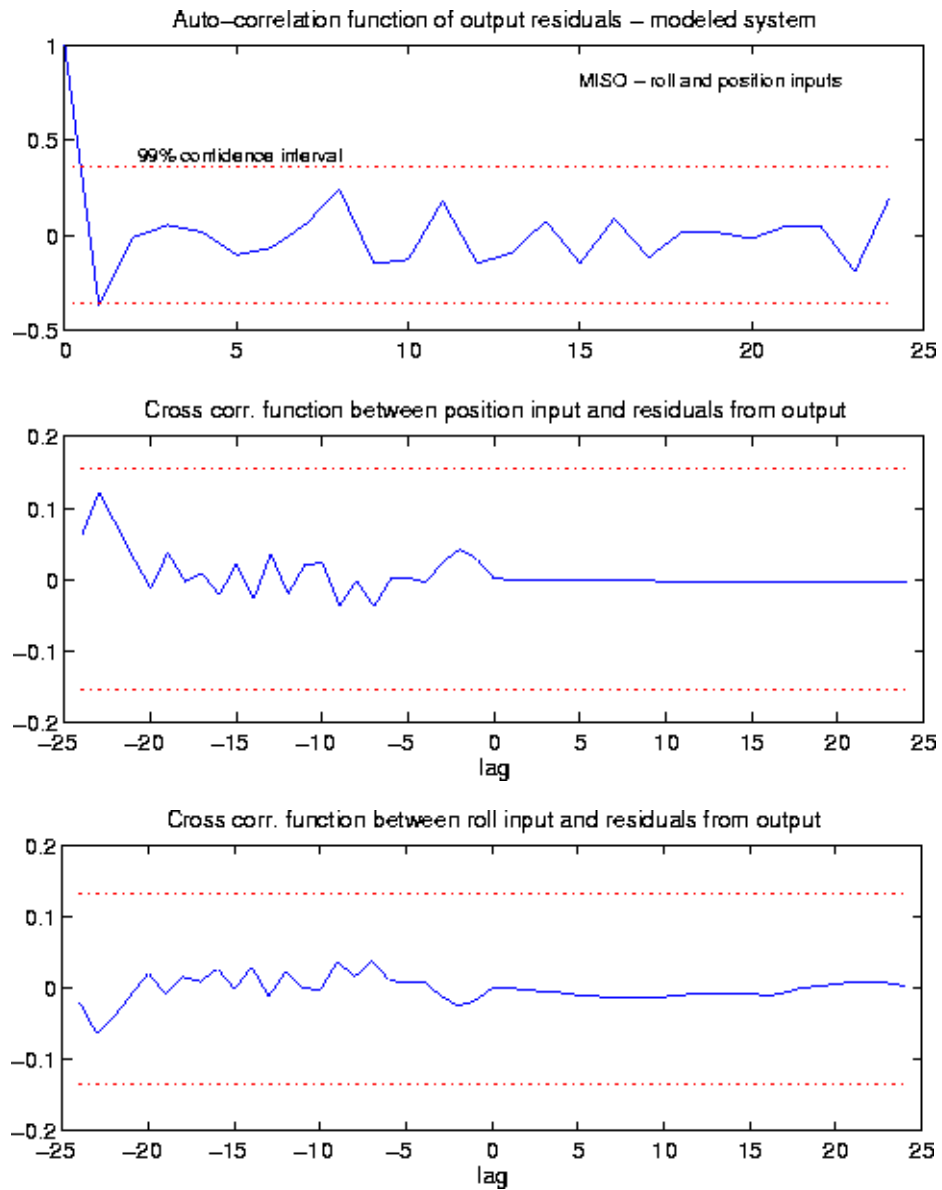 Auto−correlation function of output residuals − modeled system
1
MISO − roll and position inputs
0.5
99% confidence interval
0
−0.5
0 5 10 15 20 25
Cross corr. function between position input and residuals from output
0.2
0.1
0
−0.1
−0.2
−25 −20 −15 −10 −5 0 5 10 15 20 25
lag
Cross corr. function between roll input and residuals from output
0.2
0.1
0
−0.1
−0.2
−25 −20 −15 −10 −5 0 5 10 15 20 25
lag